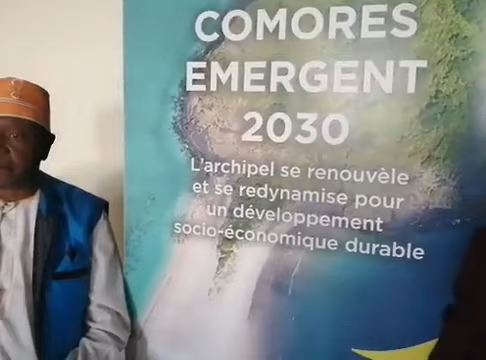 COMORES
EMERGENT
2030
L'archipel se renouvèle
et se redynamise pour
un développement
socio-économique durable